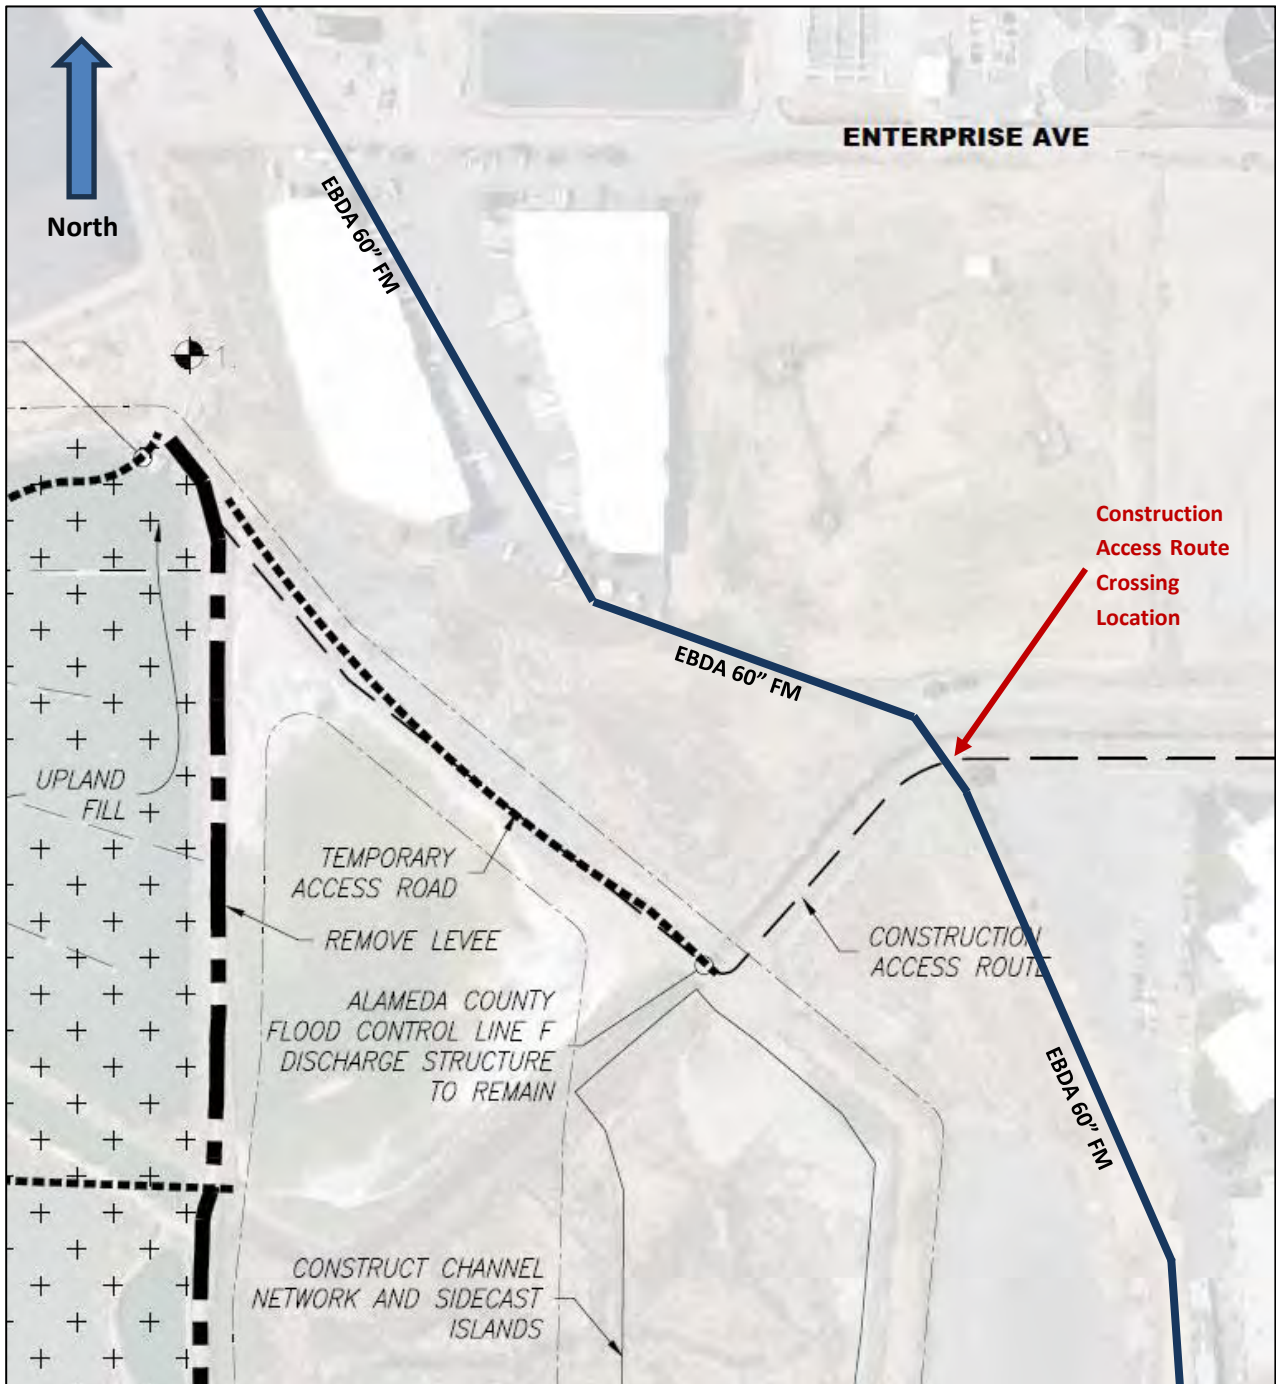 ENTERPRISE AVE
EBDA 60” FM
North
1.
Construction
Access Route
Crossing
Location
EBDA 60” FM
UPLAND
FILL
TEMPORARY
ACCESS ROAD
REMOVE LEVEE
CONSTRUCTION
ACCESS ROUTE
ALAMEDA COUNTY
FLOOD CONTROL LINE F
DISCHARGE STRUCTURE
TO REMAIN
EBDA 60” FM
CONSTRUCT CHANNEL
NETWORK AND SIDECAST
ISLANDS